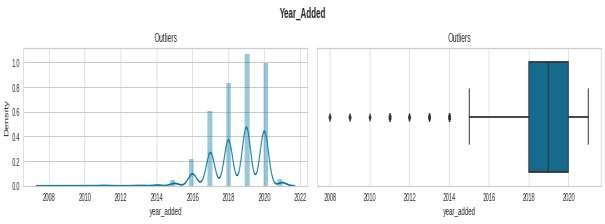 Year_Added
Outliers
Outliers
Density
1.0
0.8
0.6
0.4
0.2
0.0
2008 2010 2012 2014 2016 2018 2020 2022
year_added
2008 2010 2012 2014 2016 2018 2020
year_added